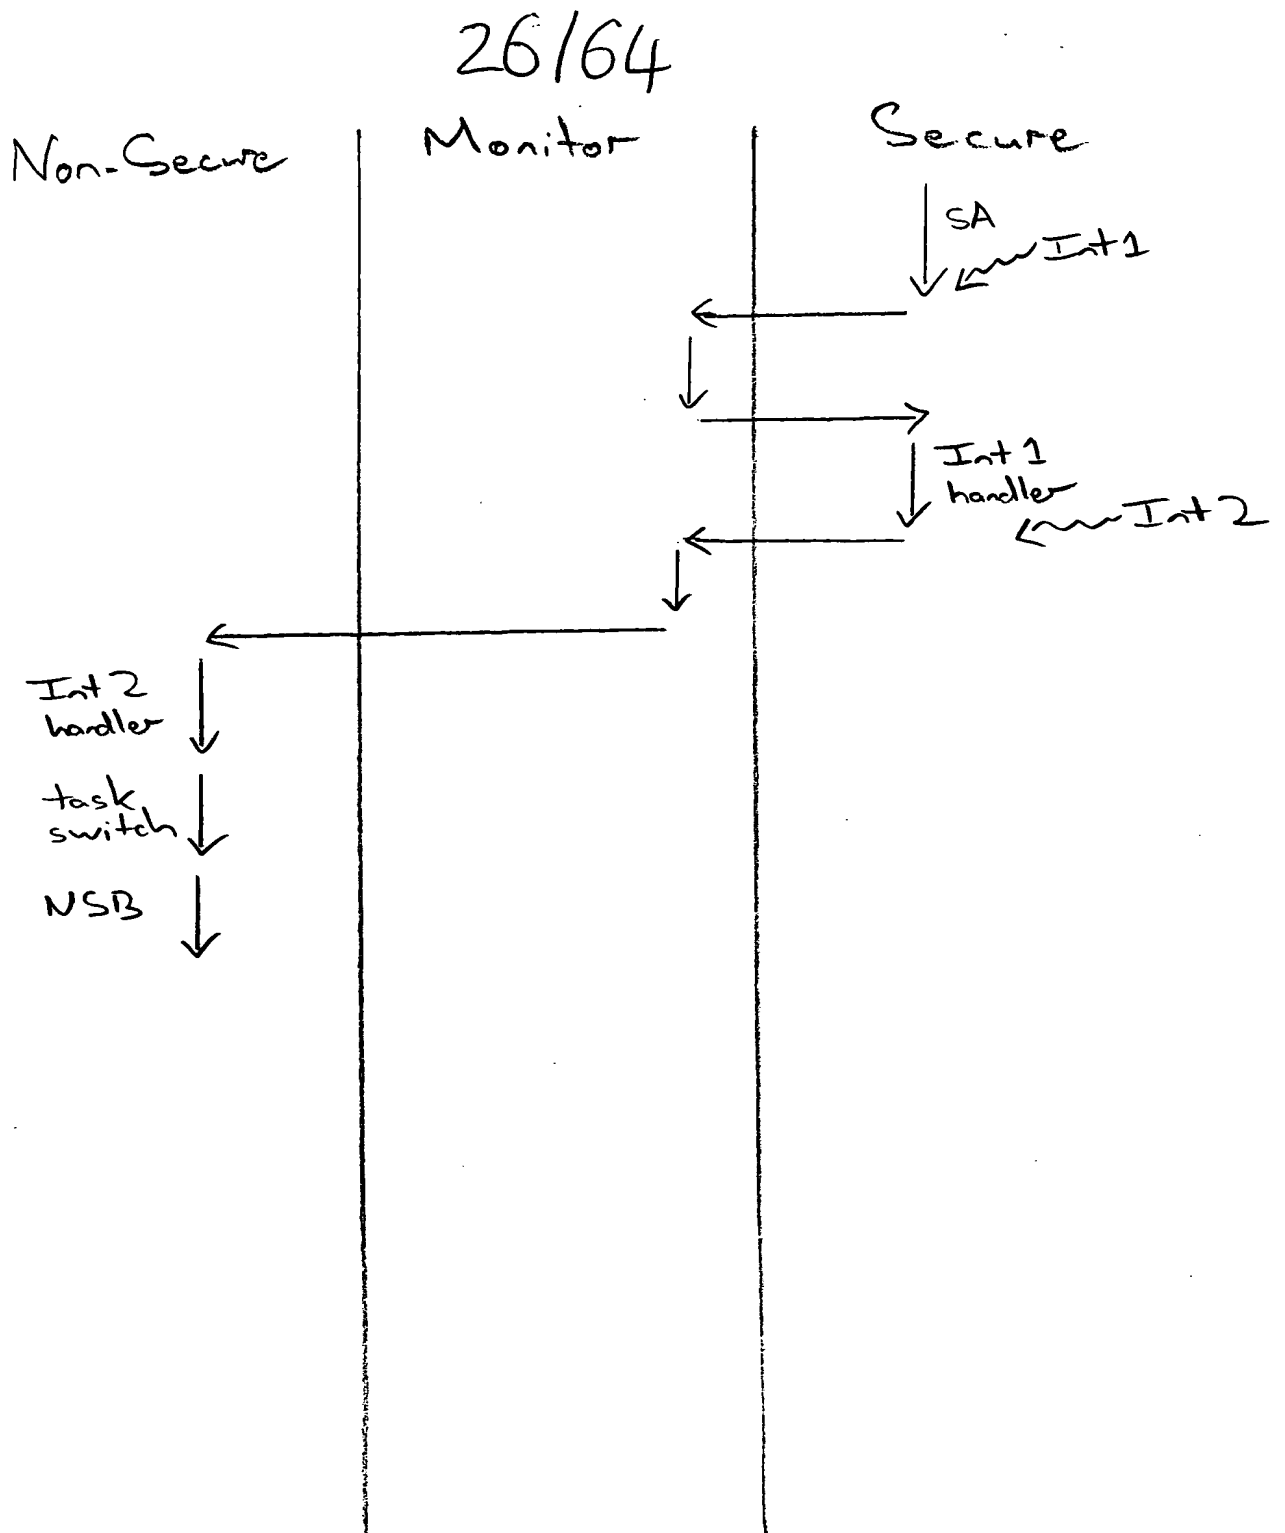 26/64
Non-Secure
Monitor
Secure
SA
Int 1
Int 1
handler
Int 2
Int 2
handler
task
switch
NSB